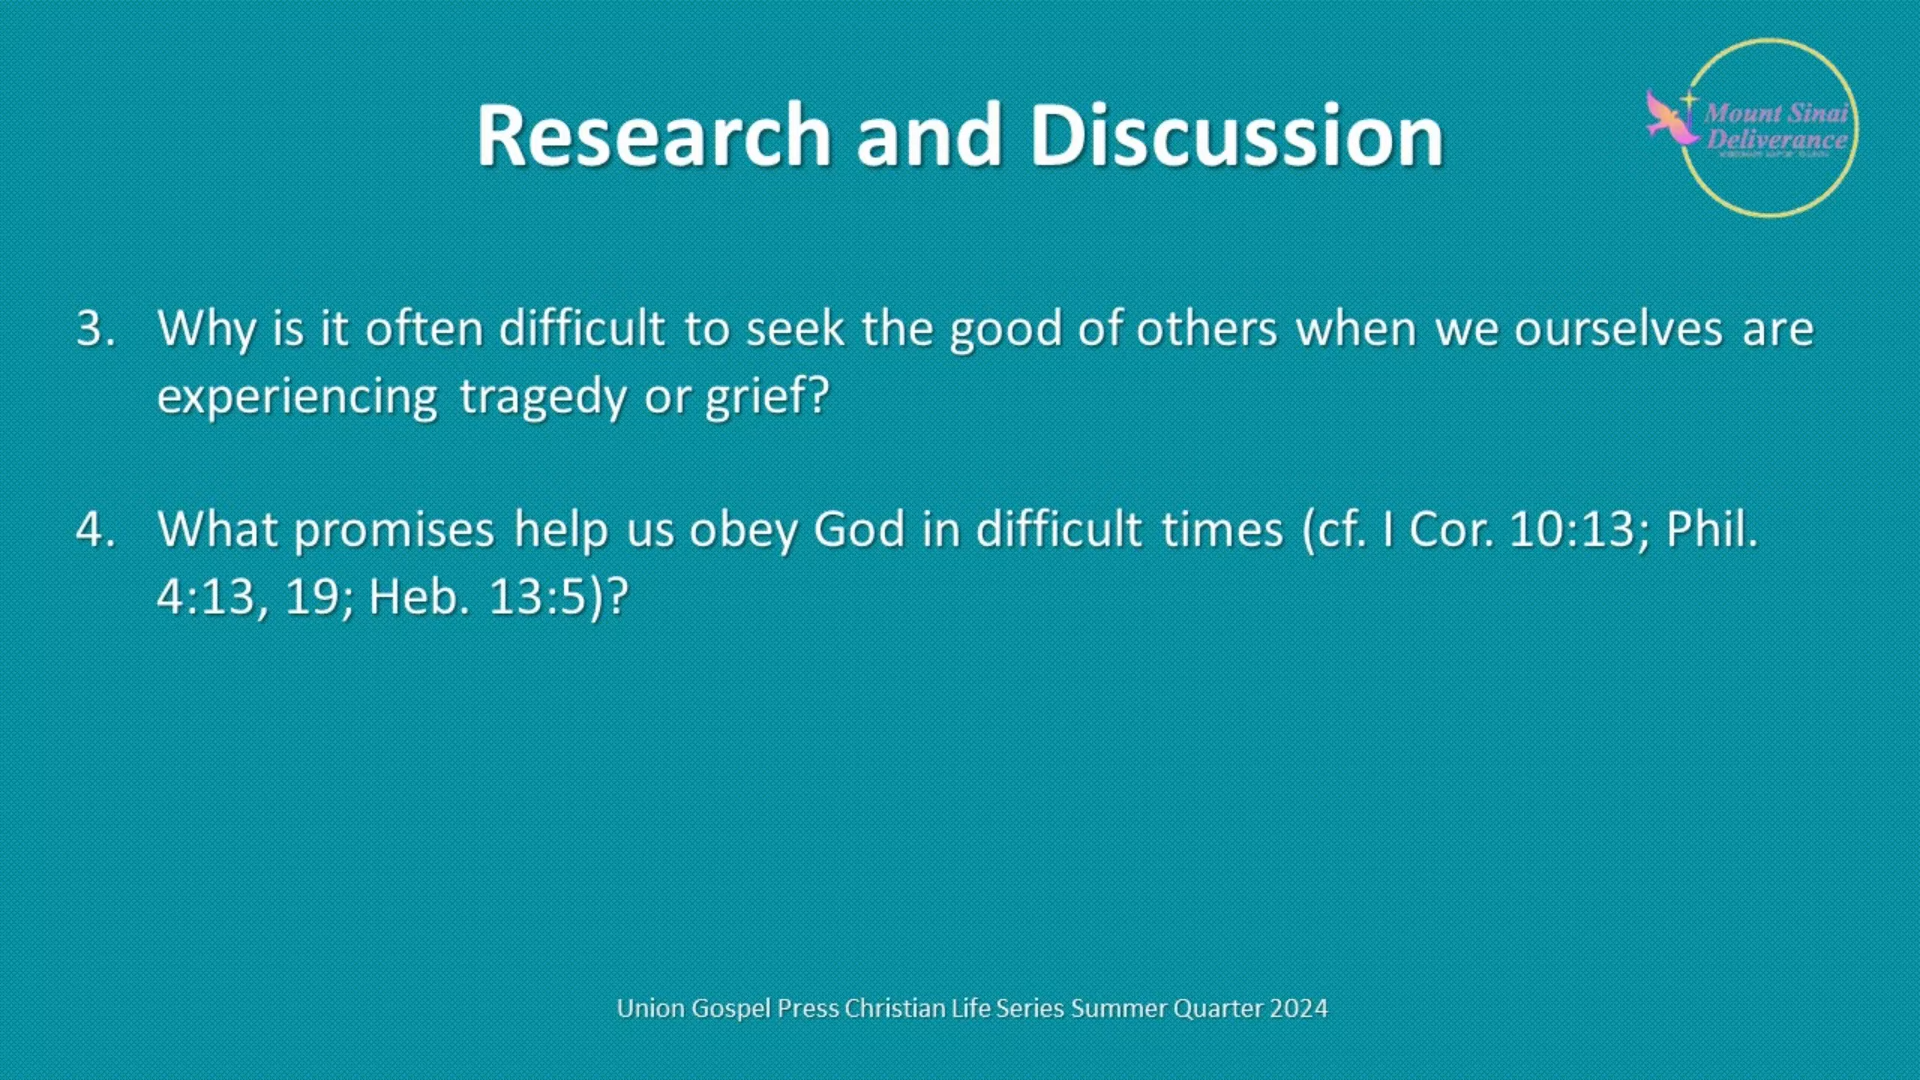 Research and Discussion
Mount Sinai
Deliverance
3. Why is it often difficult to seek the good of others when we ourselves are
experiencing tragedy or grief?
4. What promises help us obey God in difficult times (cf. I Cor. 10:13; Phil.
4:13, 19; Heb. 13:5)?
Union Gospel Press Christian Life Series Summer Quarter 2024